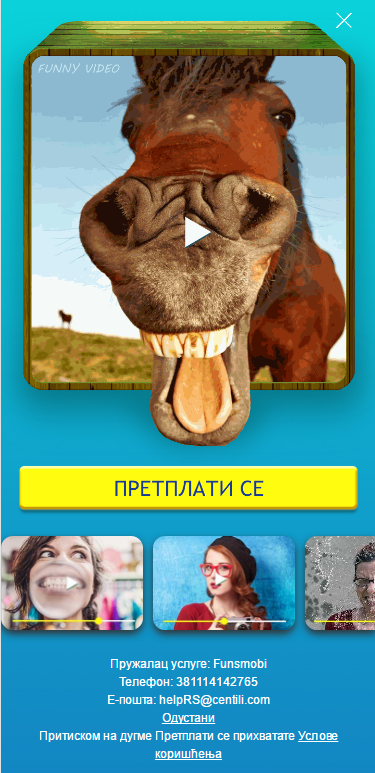 FUNNY VIDEO
ПРЕТПЛАТИ СЕ
Пружалац услуге: Funsmobi
Телефон: 381114142765
Е-пошта: helpRS@centili.com
Одустани
Притиском на дугме Претплати се прихватате Услове
коришћења